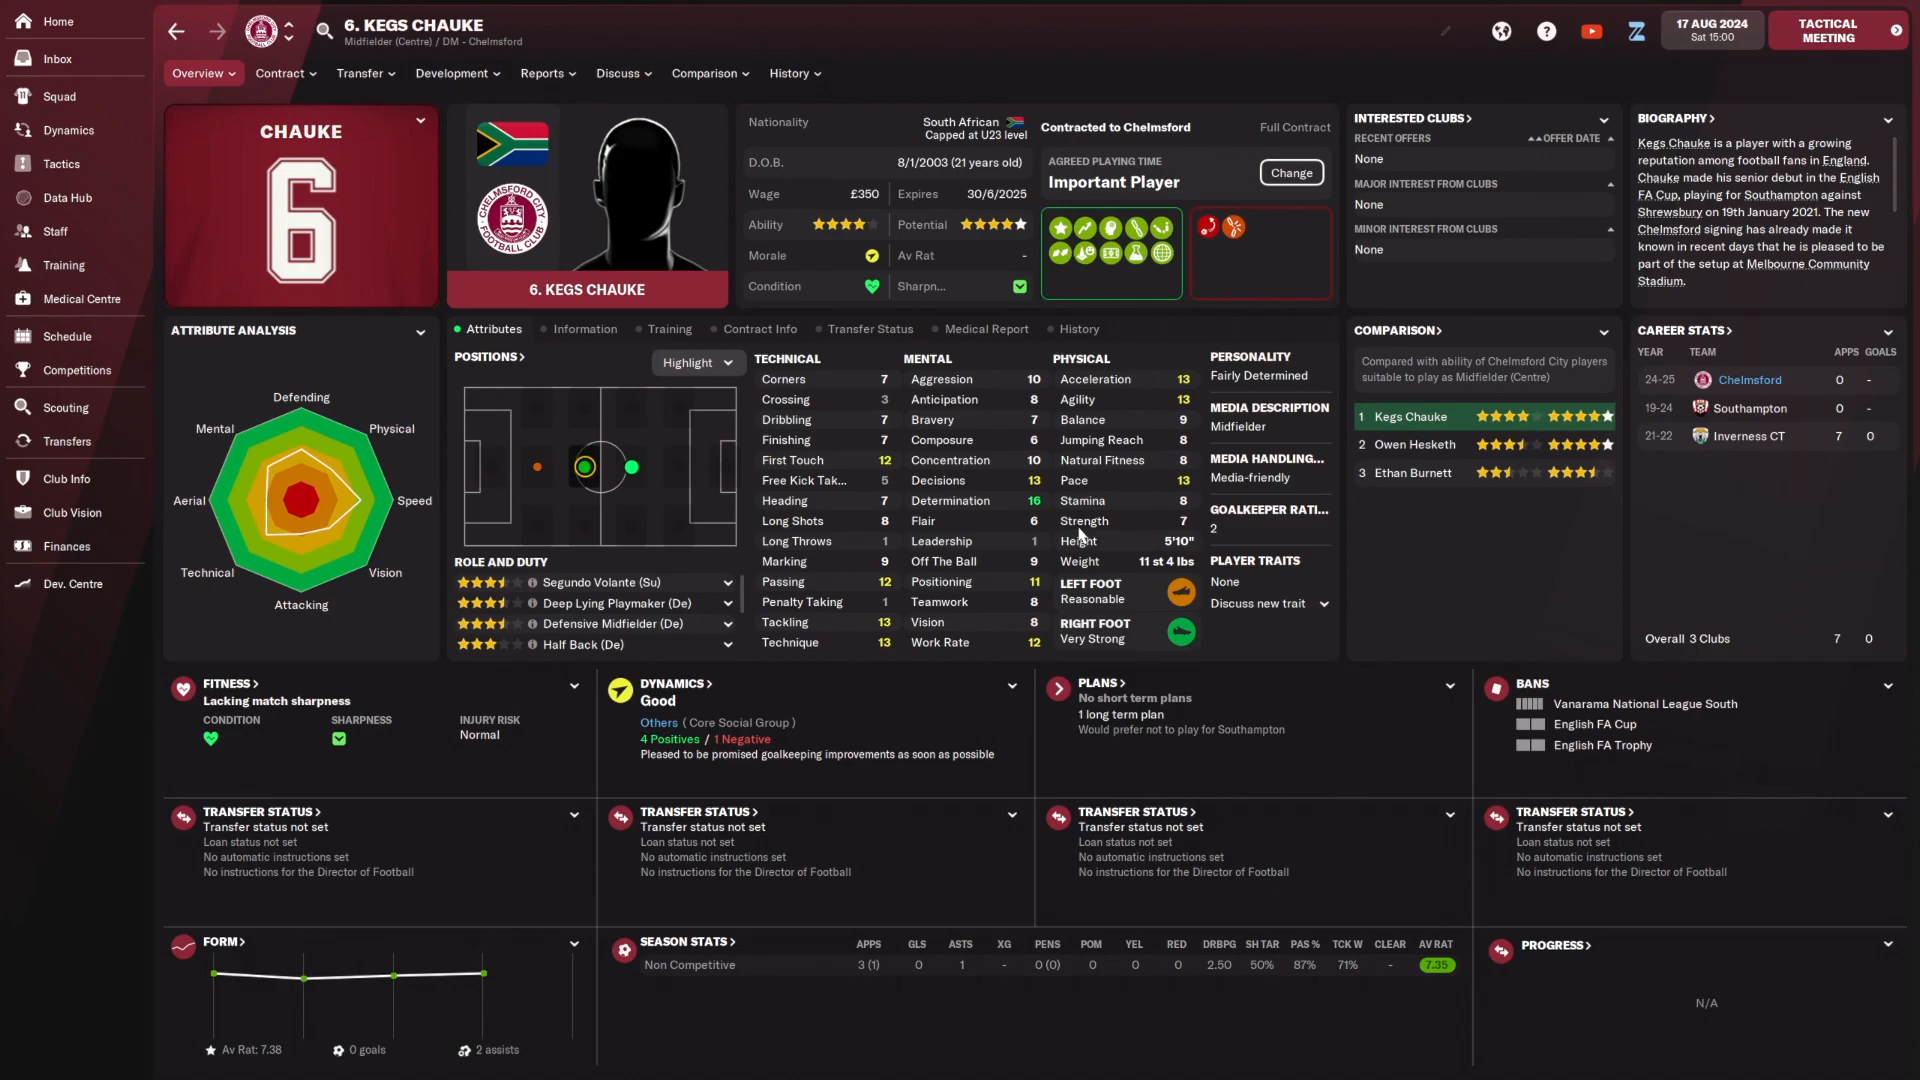 Home
Inbox
Squad
Dynamics
Tactics
Data Hub
Staff
Training
Medical Centre
Schedule
Competitions
Scouting
Transfers
Club Info
Club Vision
Finances
Dev. Centre
6. KEGS CHAUKE
Midfielder (Centre) / DM - Chelmsford
17 AUG 2024
Sat 15:00
TACTICAL
MEETING
Overview Contract Transfer Development Reports Discuss Comparison History
CHAUKE
6
6. KEGS CHAUKE
Nationality South African
Capped at U23 level
D.O.B. 8/1/2003 (21 years old)
Wage £350 Expires 30/6/2025
Ability Potential
Morale Av Rat -
Condition Sharpn...
Contracted to Chelmsford Full Contract
AGREED PLAYING TIME
Important Player
Change
INTERESTED CLUBS>
RECENT OFFERS OFFER DATE
None
MAJOR INTEREST FROM CLUBS
None
MINOR INTEREST FROM CLUBS
None
BIOGRAPHY>
Kegs Chauke is a player with a growing
reputation among football fans in England.
Chauke made his senior debut in the English
FA Cup, playing for Southampton against
Shrewsbury on 19th January 2021. The new
Chelmsford signing has already made it
known in recent days that he is pleased to be
part of the setup at Melbourne Community
Stadium.
ATTRIBUTE ANALYSIS
Defending
Mental Physical
Aerial Speed
Technical Vision
Attacking
Attributes Information Training Contract Info Transfer Status Medical Report History
POSITIONS>
Highlight
ROLE AND DUTY
Segundo Volante (Su)
Deep Lying Playmaker (De)
Defensive Midfielder (De)
Half Back (De)
TECHNICAL
Corners 7
Crossing 3
Dribbling 7
Finishing 7
First Touch 12
Free Kick Tak... 5
Heading 7
Long Shots 8
Long Throws 1
Marking 9
Passing 12
Penalty Taking 1
Tackling 13
Technique 13
MENTAL
Aggression 10
Anticipation 8
Bravery 7
Composure 6
Concentration 10
Decisions 13
Determination 16
Flair 6
Leadership 1
Off The Ball 9
Positioning 11
Teamwork 8
Vision 8
Work Rate 12
PHYSICAL
Acceleration 13
Agility 13
Balance 9
Jumping Reach 8
Natural Fitness 8
Pace 13
Stamina 8
Strength 7
Height 5'10"
Weight 11 st 4 lbs
LEFT FOOT
Reasonable
RIGHT FOOT
Very Strong
PERSONALITY
Fairly Determined
MEDIA DESCRIPTION
Midfielder
MEDIA HANDLING...
Media-friendly
GOALKEEPER RATI...
2
PLAYER TRAITS
None
Discuss new trait
COMPARISON>
Compared with ability of Chelmsford City players
suitable to play as Midfielder (Centre)
1 Kegs Chauke
2 Owen Hesketh
3 Ethan Burnett
CAREER STATS>
YEAR TEAM APPS GOALS
24-25 Chelmsford 0 -
19-24 Southampton 0 -
21-22 Inverness CT 7 0
Overall 3 Clubs 7 0
FITNESS>
Lacking match sharpness
CONDITION SHARPNESS INJURY RISK
Normal
DYNAMICS>
Good
Others ( Core Social Group )
4 Positives / 1 Negative
Pleased to be promised goalkeeping improvements as soon as possible
PLANS>
No short term plans
1 long term plan
Would prefer not to play for Southampton
BANS
Vanarama National League South
English FA Cup
English FA Trophy
TRANSFER STATUS>
Transfer status not set
Loan status not set
No automatic instructions set
No instructions for the Director of Football
TRANSFER STATUS>
Transfer status not set
Loan status not set
No automatic instructions set
No instructions for the Director of Football
TRANSFER STATUS>
Transfer status not set
Loan status not set
No automatic instructions set
No instructions for the Director of Football
TRANSFER STATUS>
Transfer status not set
Loan status not set
No automatic instructions set
No instructions for the Director of Football
FORM>
Av Rat: 7.38 0 goals 2 assists
SEASON STATS> APPS GLS ASTS XG PENS POM YEL RED DRBPG SH TAR PAS % TCK W CLEAR AV RAT
Non Competitive 3 (1) 0 1 - 0 (0) 0 0 0 2.50 50% 87% 71% - 7.35
PROGRESS>
N/A